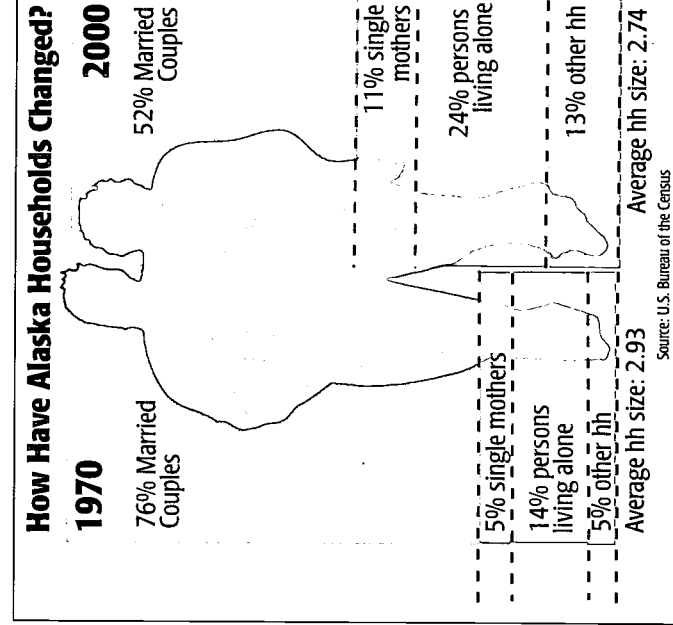 How Have Alaska Households Changed?
1970
2000
76% Married
Couples
52% Married
Couples
5% single mothers
14% persons
living alone
5% other hh
11% single
mothers
24% persons
living alone
13% other hh
Average hh size: 2.93
Average hh size: 2.74
Source: U.S. Bureau of the Census